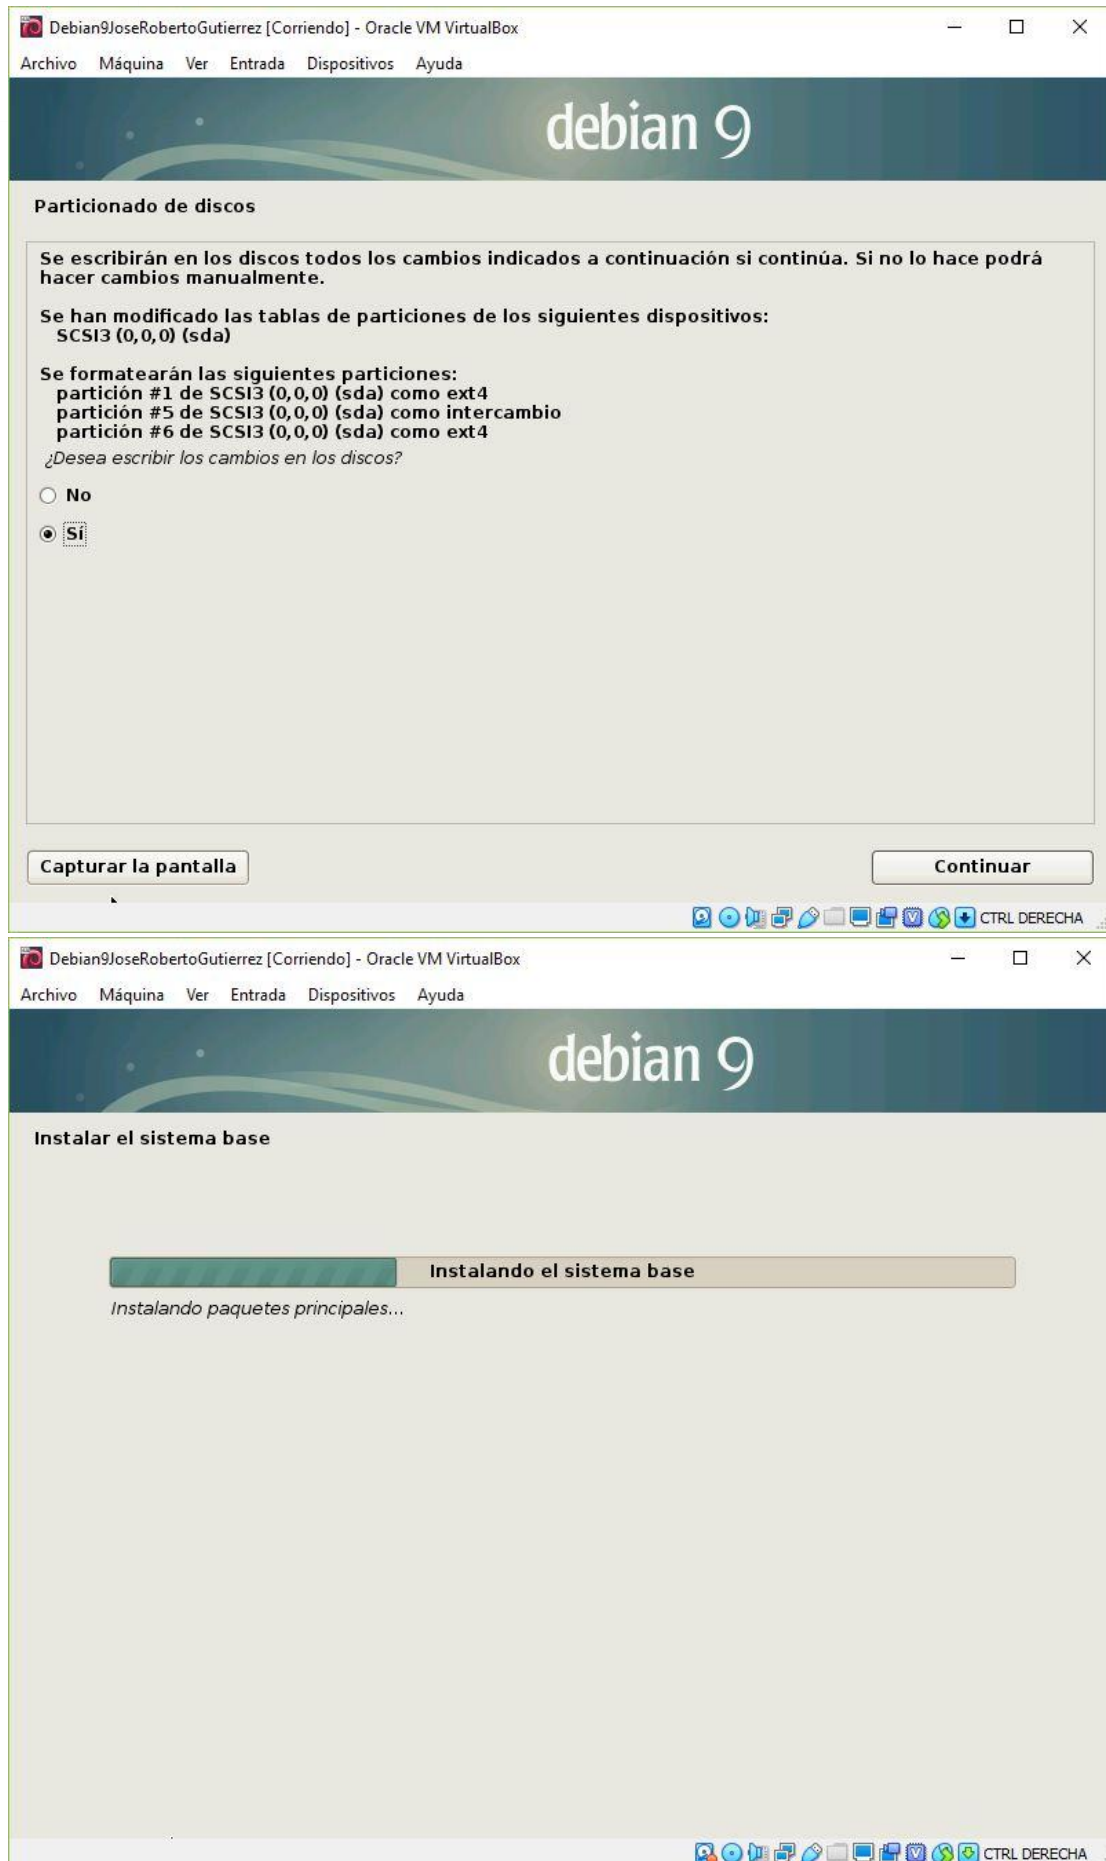 Debian9JoseRobertoGutierrez [Corriendo] - Oracle VM VirtualBox
Archivo Máquina Ver Entrada Dispositivos Ayuda
debian 9
Particionado de discos
Se escribirán en los discos todos los cambios indicados a continuación si continúa. Si no lo hace podrá
hacer cambios manualmente.
Se han modificado las tablas de particiones de los siguientes dispositivos:
SCSI3 (0,0,0) (sda)
Se formatearán las siguientes particiones:
partición #1 de SCSI3 (0,0,0) (sda) como ext4
partición #5 de SCSI3 (0,0,0) (sda) como intercambio
partición #6 de SCSI3 (0,0,0) (sda) como ext4
¿Desea escribir los cambios en los discos?
No
Sí
Capturar la pantalla
Continuar
CTRL DERECHA
Debian9JoseRobertoGutierrez [Corriendo] - Oracle VM VirtualBox
Archivo Máquina Ver Entrada Dispositivos Ayuda
debian 9
Instalar el sistema base
Instalando el sistema base
Instalando paquetes principales...
CTRL DERECHA